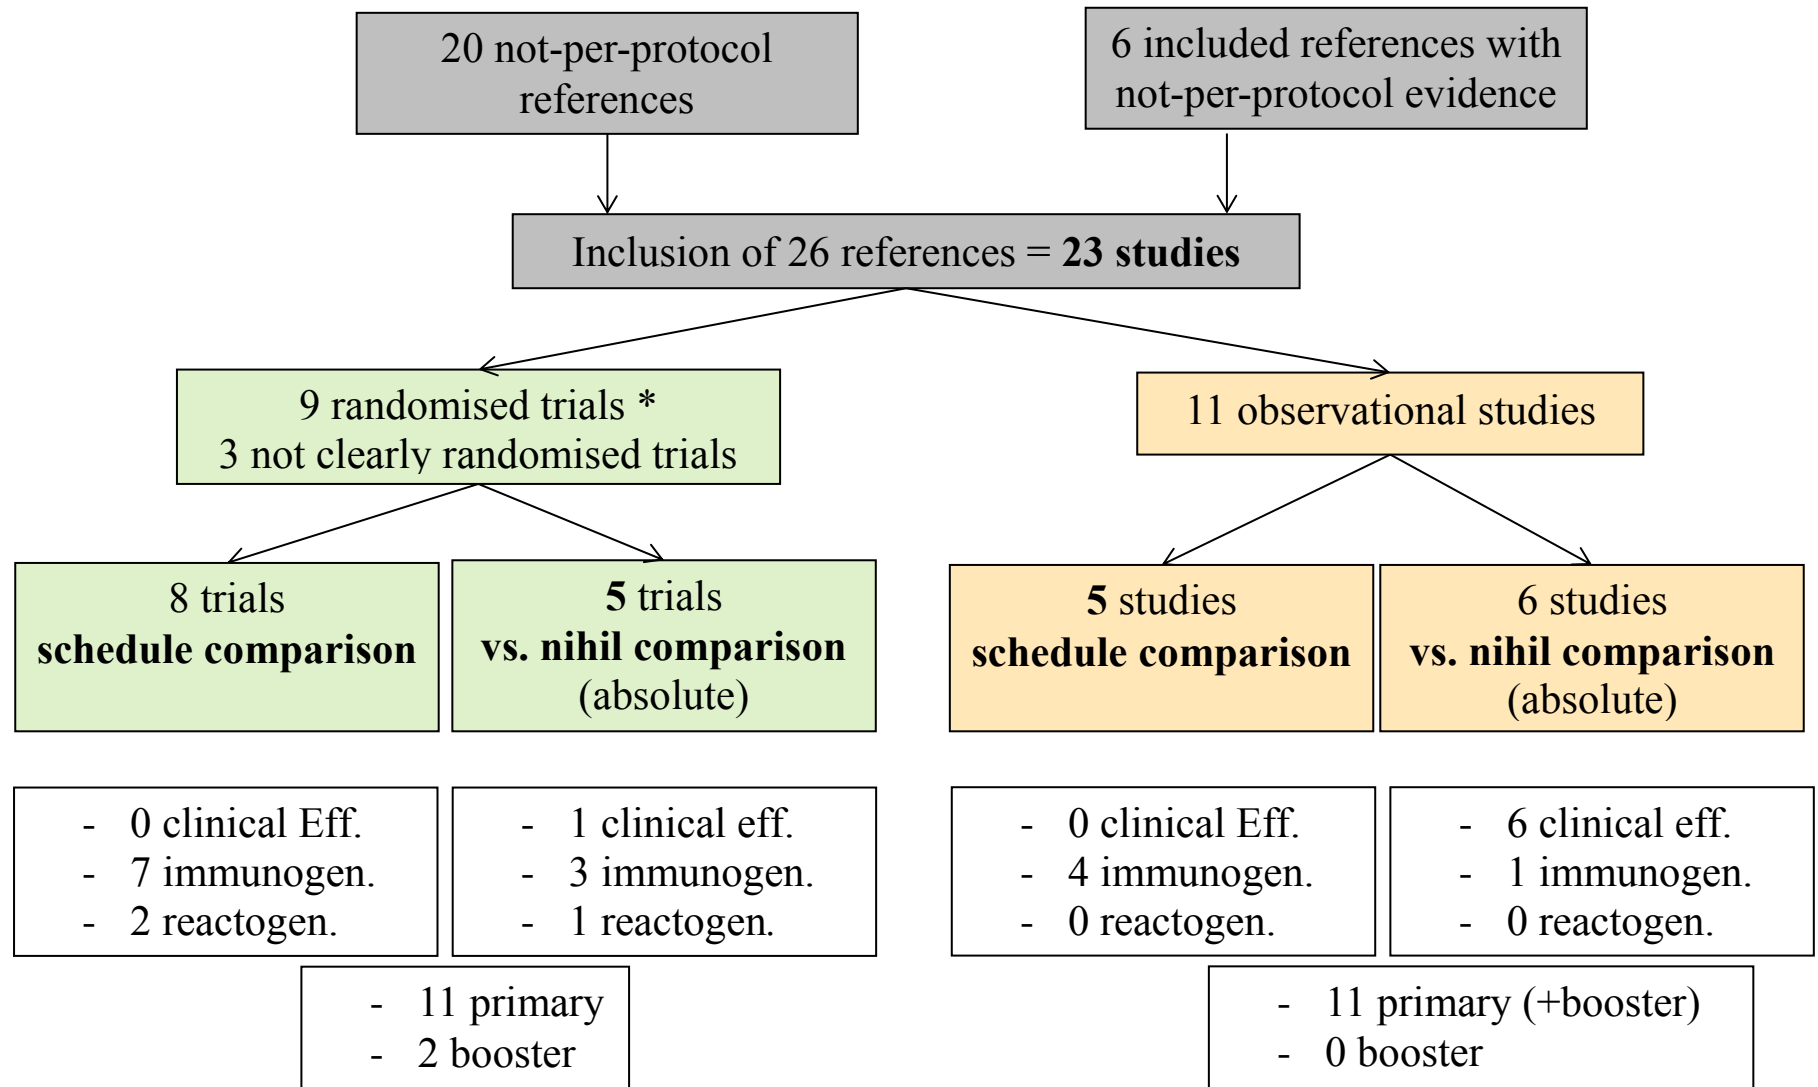 20 not-per-protocol
references
6 included references with
not-per-protocol evidence
Inclusion of 26 references = 23 studies
9 randomised trials *
3 not clearly randomised trials
11 observational studies
8 trials
schedule comparison
5 trials
vs. nihil comparison
(absolute)
5 studies
schedule comparison
6 studies
vs. nihil comparison
(absolute)
- 0 clinical Eff.
- 7 immunogen.
- 2 reactogen.
- 1 clinical eff.
- 3 immunogen.
- 1 reactogen.
- 0 clinical Eff.
- 4 immunogen.
- 0 reactogen.
- 6 clinical eff.
- 1 immunogen.
- 0 reactogen.
- 11 primary
- 2 booster
- 11 primary (+booster)
- 0 booster